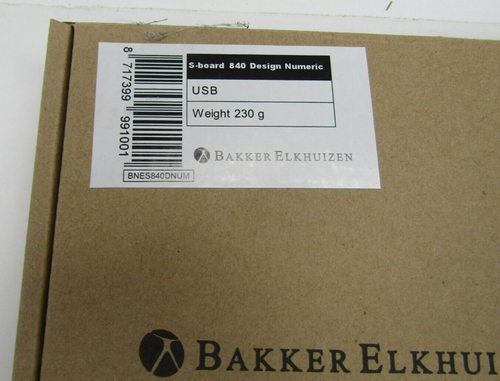 S-board 840 Design Numeric
USB
Weight 230 g
BAKKER ELKHUIZEN
8 717399 991001
BNES840DNUM
BAKKER ELKHUI